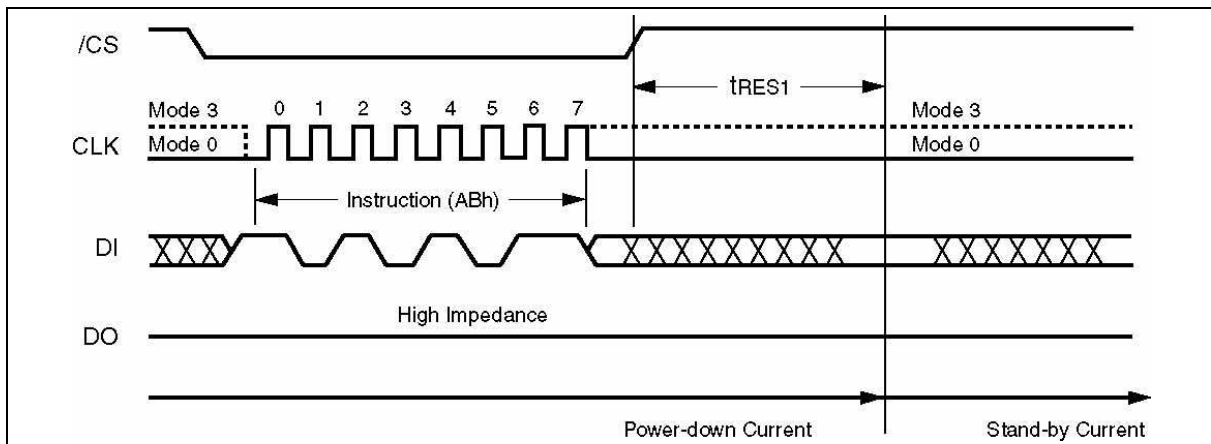 /CS
tRES1
Mode 3 0 1 2 3 4 5 6 7 Mode 3
CLK
Mode 0 Mode 0
Instruction (ABh)
DI
High Impedance
DO
Power-down Current Stand-by Current